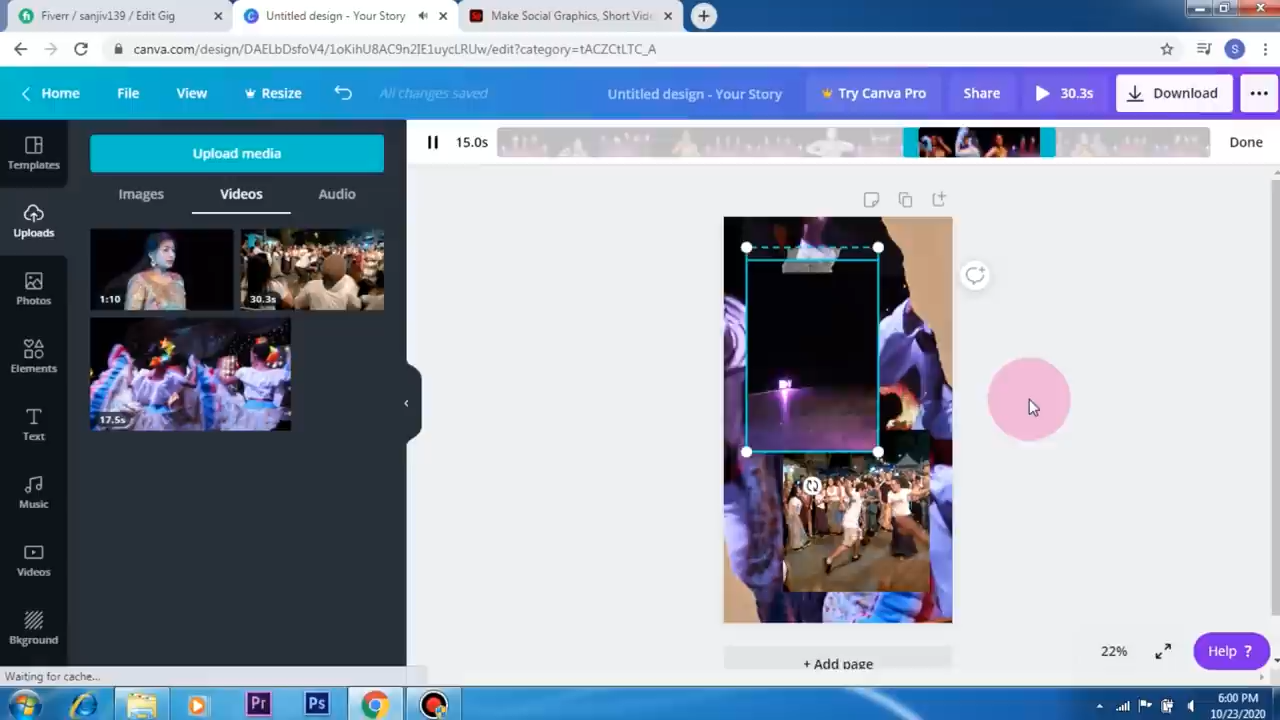 Fiverr / sanjiv139 / Edit Gig
Untitled design - Your Story
Make Social Graphics, Short Vide
canva.com/design/DAELbDsfoV4/1oKihU8AC9n2IE1uycLRUw/edit?category=tACZCtLTC_A
S
Home
File
View
Resize
All changes saved
Untitled design - Your Story
Try Canva Pro
Share
30.3s
Download
Templates
Uploads
Photos
Elements
Text
Music
Videos
Bkground
Upload media
Images
Videos
Audio
1:10
30.3s
17.5s
15.0s
Done
+ Add page
22%
Help ?
Waiting for cache...
Pr
Ps
6:00 PM
10/23/2020